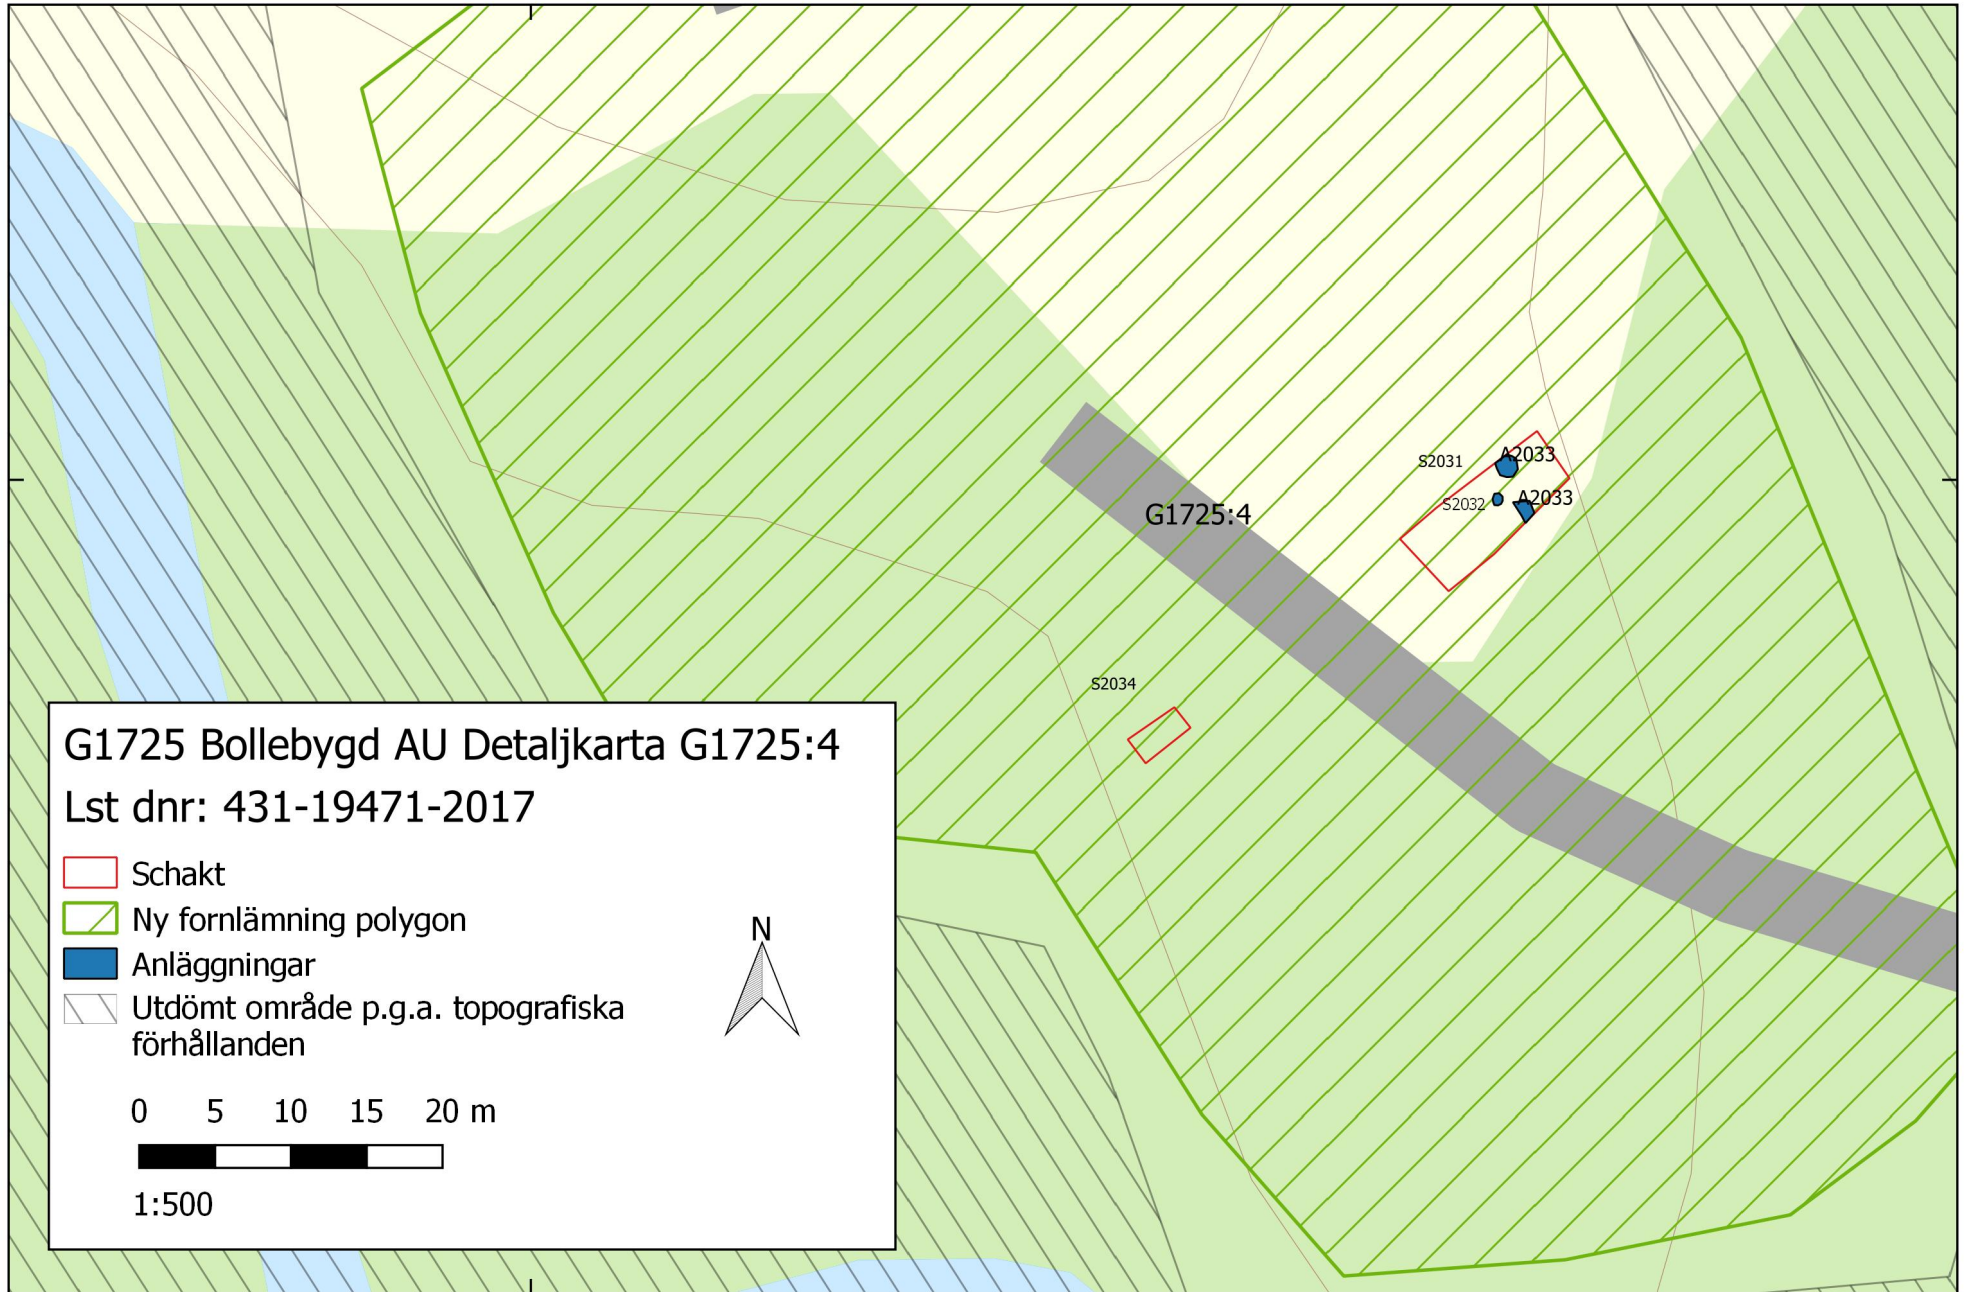 A2033
S2031
A2033
S2032
G1725:4
S2034
G1725 Bollebygd AU Detaljkarta G1725:4
Lst dnr: 431-19471-2017
Schakt
Ny fornlämning polygon
Anläggningar
Utdömt område p.g.a. topografiska
förhållanden
N
0 5 10 15 20 m
1:500